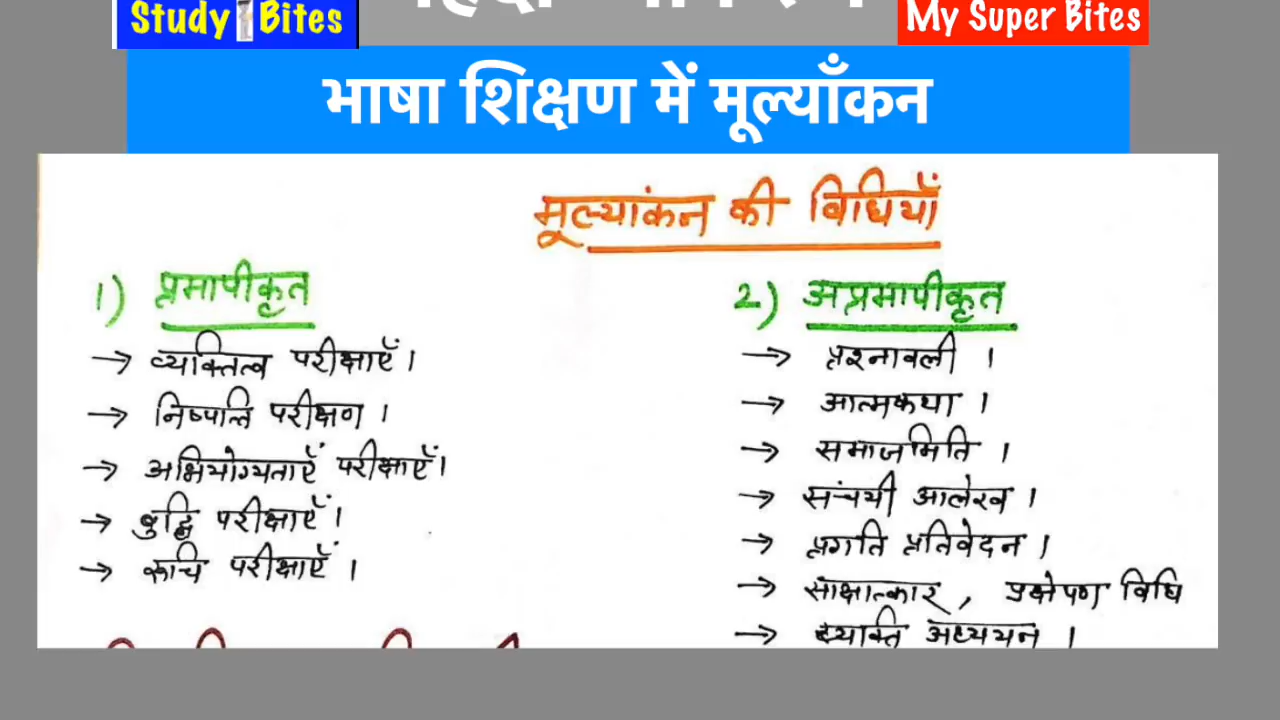 Study Bites
My Super Bites
भाषा शिक्षण में मूल्याँकन
मूल्यांकन की विधियाँ
1) प्रमापीकृत
→ व्यक्तित्व परीक्षाएँ।
→ निष्पत्ति परीक्षण।
→ अभियोग्यताएँ परीक्षाएँ।
→ बुद्धि परीक्षाएँ।
→ रूचि परीक्षाएँ।
2) अप्रमापीकृत
→ प्रश्नावली।
→ आत्मकथा।
→ समाजमिति।
→ संचयी आलेख।
→ प्रगति प्रतिवेदन।
→ साक्षात्कार, प्रक्षेपण विधि
→ व्यक्ति अध्ययन।